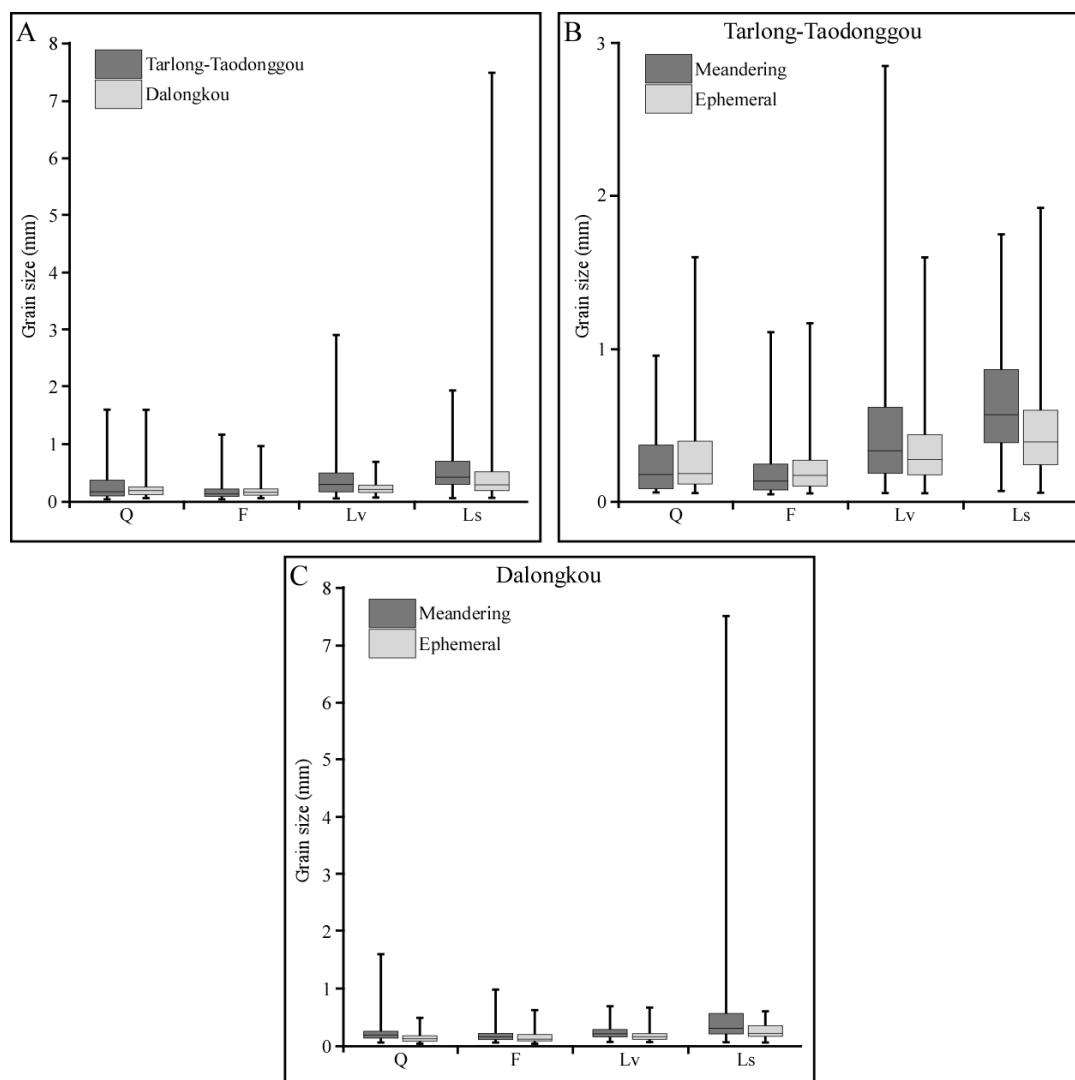 A
Tarlong-Taodonggou
Dalongkou
8
7
6
5
4
3
2
1
0
Grain size (mm)
Q F Lv Ls
B
Tarlong-Taodonggou
Meandering
Ephemeral
3
2
1
0
Grain size (mm)
Q F Lv Ls
C
Dalongkou
Meandering
Ephemeral
8
7
6
5
4
3
2
1
0
Grain size (mm)
Q F Lv Ls